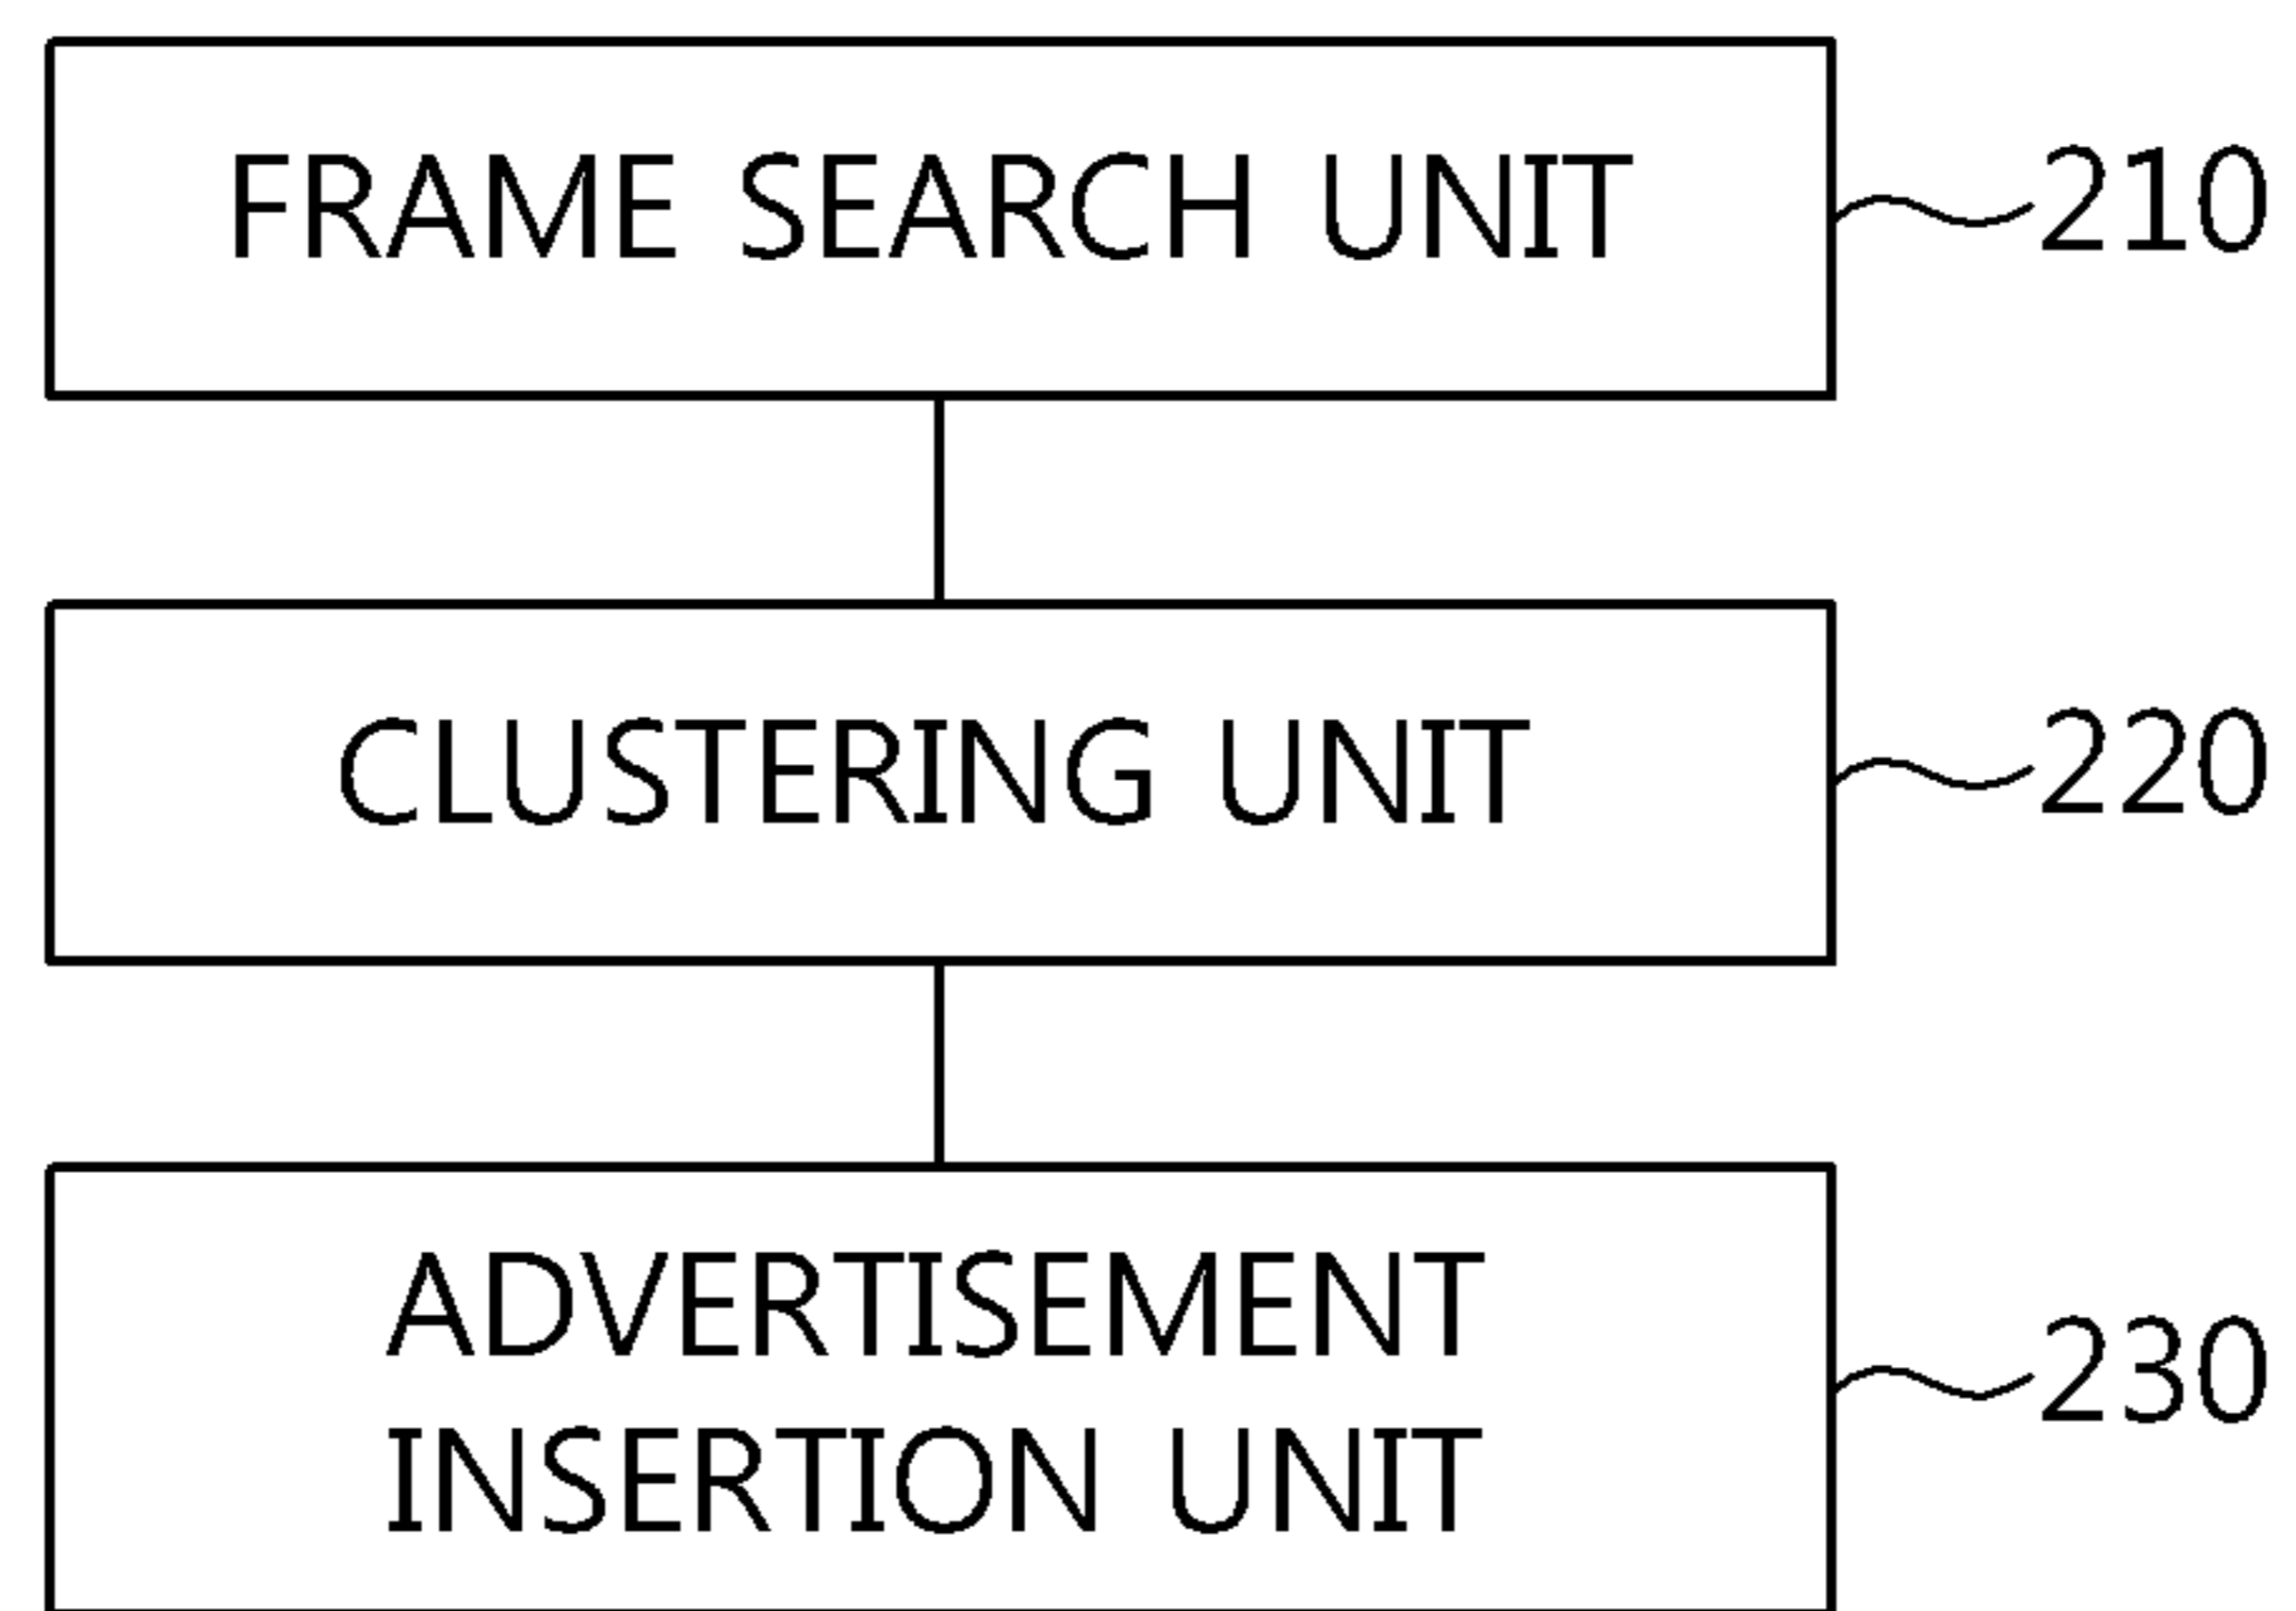 FRAME SEARCH UNIT
210
CLUSTERING UNIT
220
ADVERTISEMENT
INSERTION UNIT
230